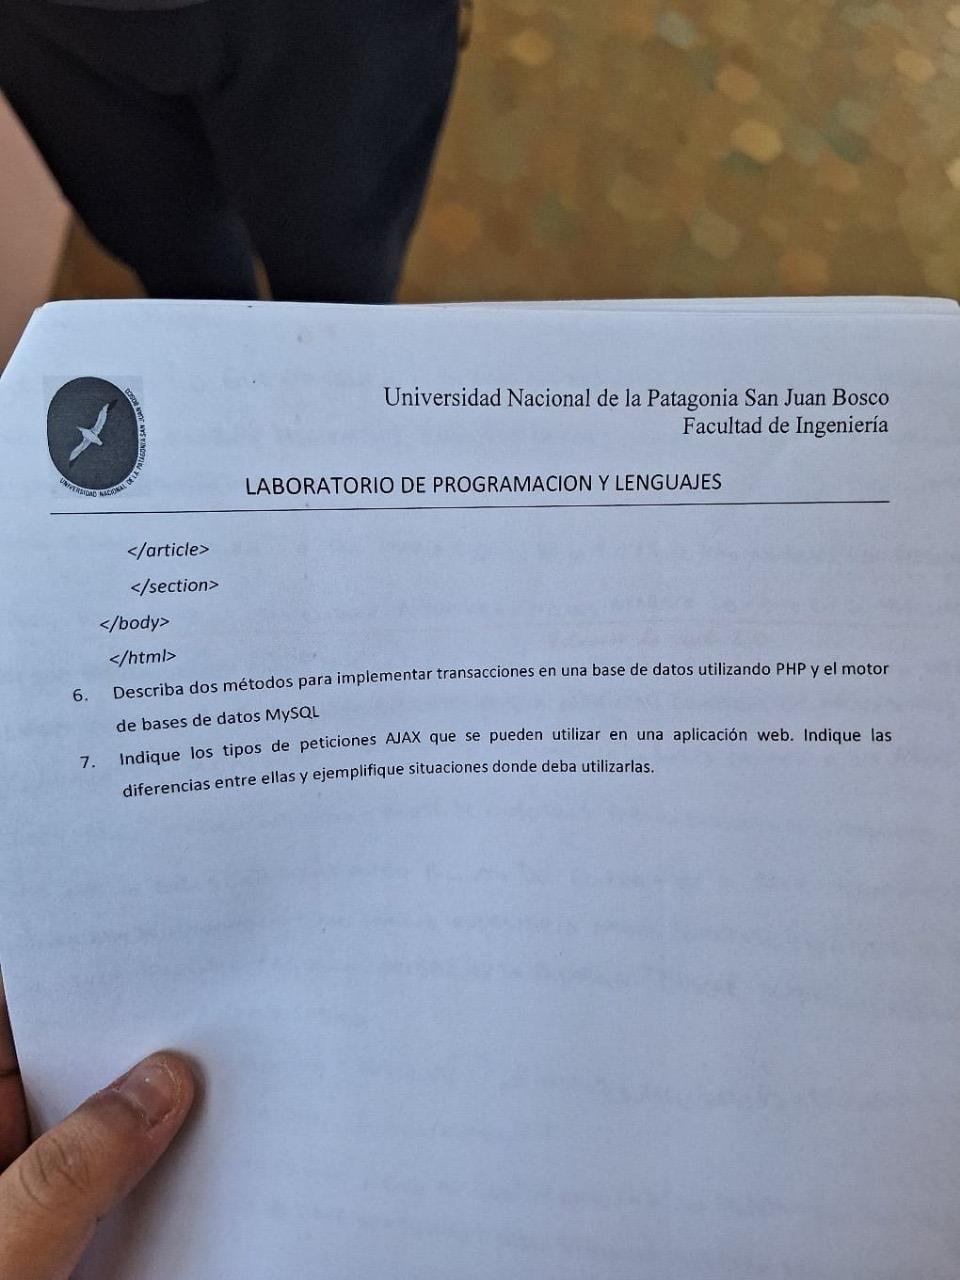 Universidad Nacional de la Patagonia San Juan Bosco
Facultad de Ingeniería
UNIVERSIDAD NACIONAL DE LA PATAGONIA SAN JUAN BOSCO
LABORATORIO DE PROGRAMACION Y LENGUAJES
</article>
</section>
</body>
</html>
6. Describa dos métodos para implementar transacciones en una base de datos utilizando PHP y el motor
de bases de datos MySQL
7. Indique los tipos de peticiones AJAX que se pueden utilizar en una aplicación web. Indique las
diferencias entre ellas y ejemplifique situaciones donde deba utilizarlas.